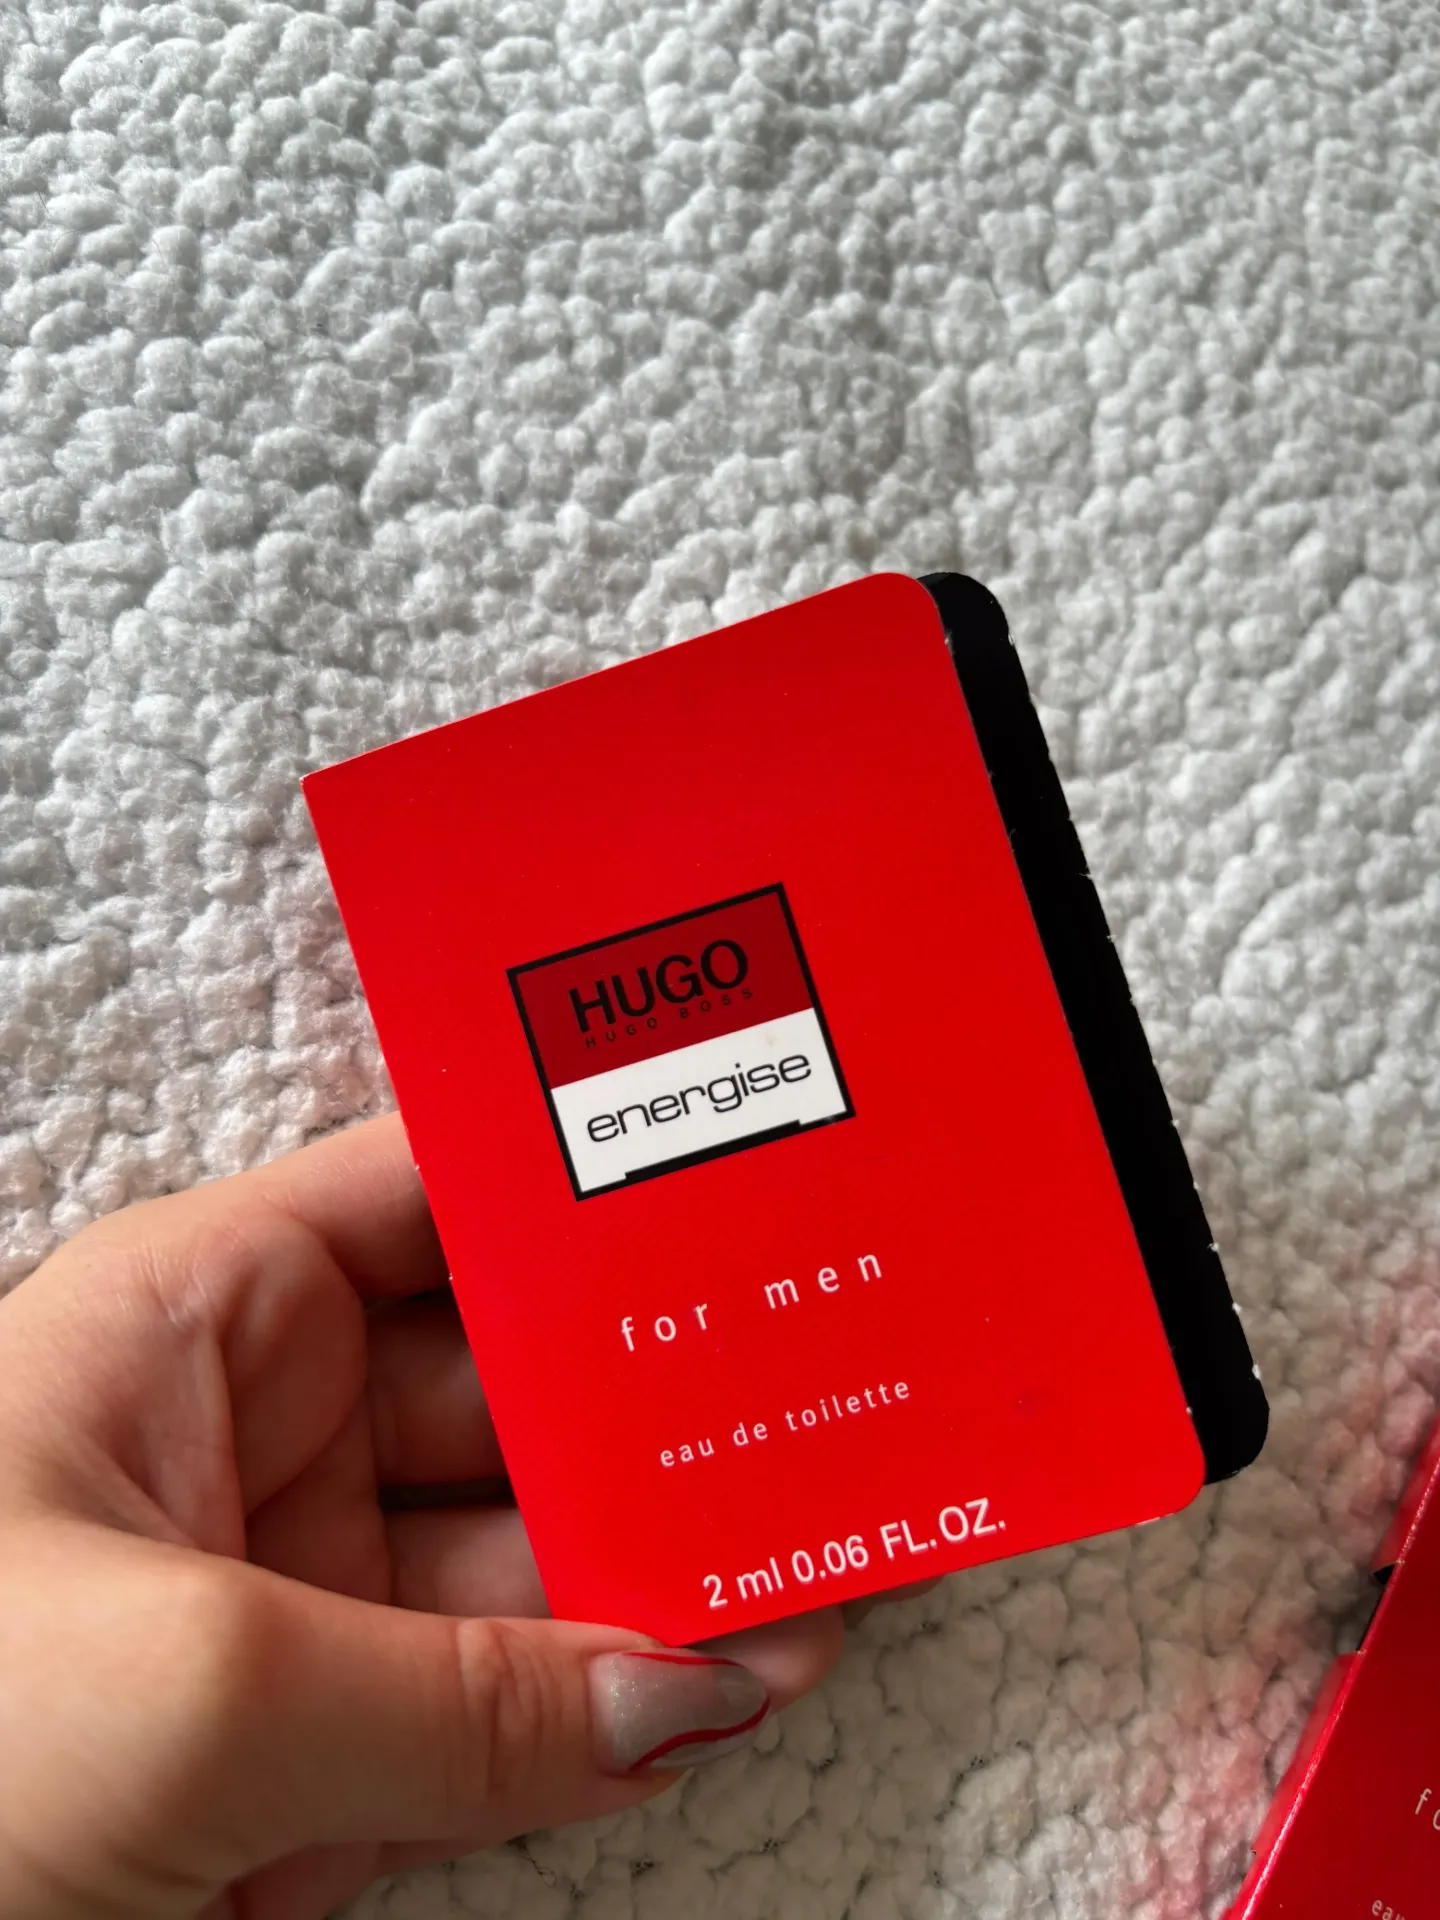 HUGO
HUGO BOSS
energise
for men
eau de toilette
2 ml 0.06 FL.OZ.